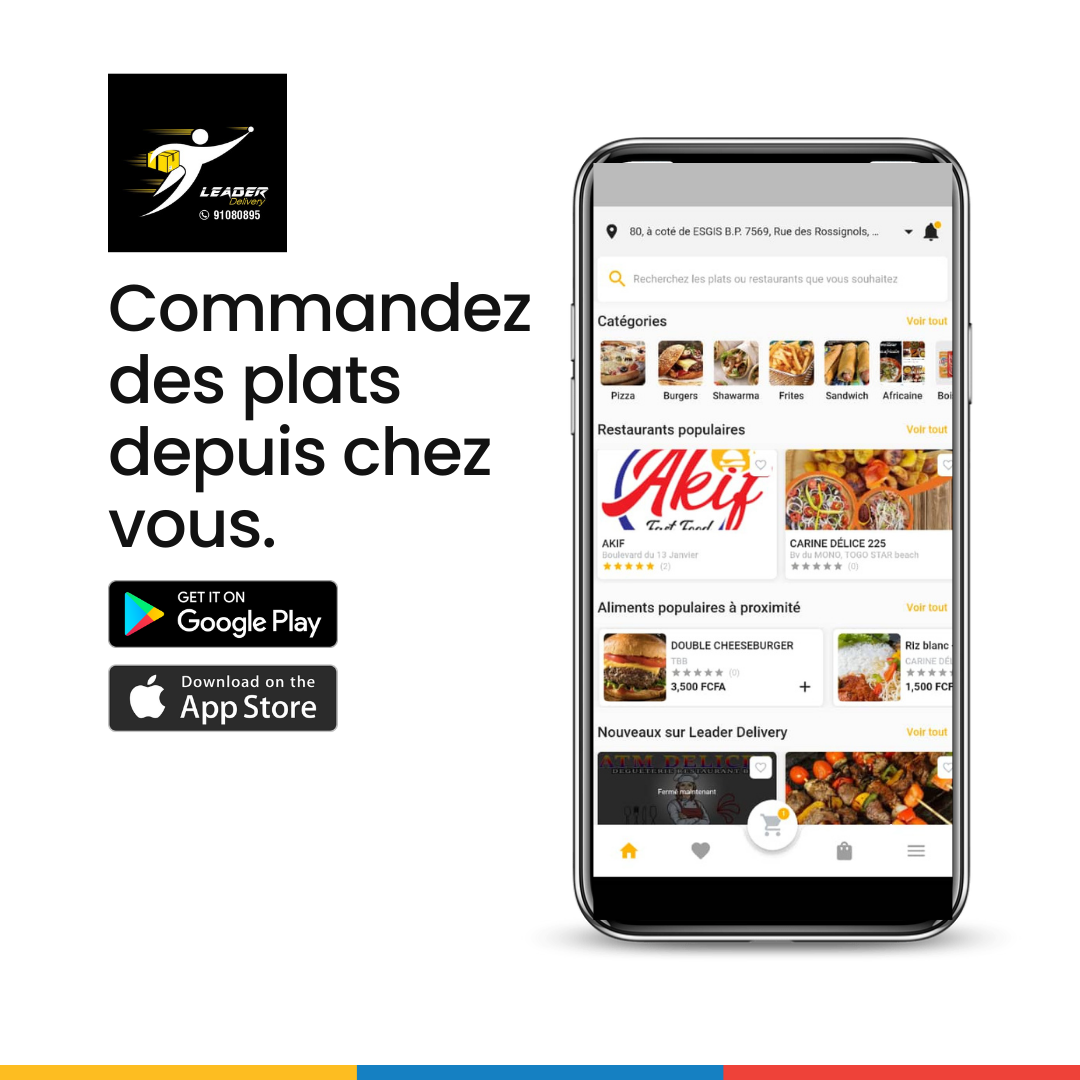 LEADER
Delivery
91080895
Commandez
des plats
depuis chez
vous.
GET IT ON
Google Play
Download on the
App Store
80, à coté de ESGIS B.P. 7569, Rue des Rossignols, ...
Recherchez les plats ou restaurants que vous souhaitez
Catégories Voir tout
Pizza Burgers Shawarma Frites Sandwich Africaine Boi
Restaurants populaires Voir tout
Akif
Fast Food
AKIF
Boulevard du 13 Janvier
(2)
CARINE DÉLICE 225
Bv du MONO, TOGO STAR beach
(0)
Aliments populaires à proximité Voir tout
DOUBLE CHEESEBURGER
TBB
(0)
3,500 FCFA +
Riz blanc
CARINE DÉL
1,500 FCF
Nouveaux sur Leader Delivery Voir tout
ATM DELICE
DEGUETERIE RESTAURANT
Fermé maintenant
1